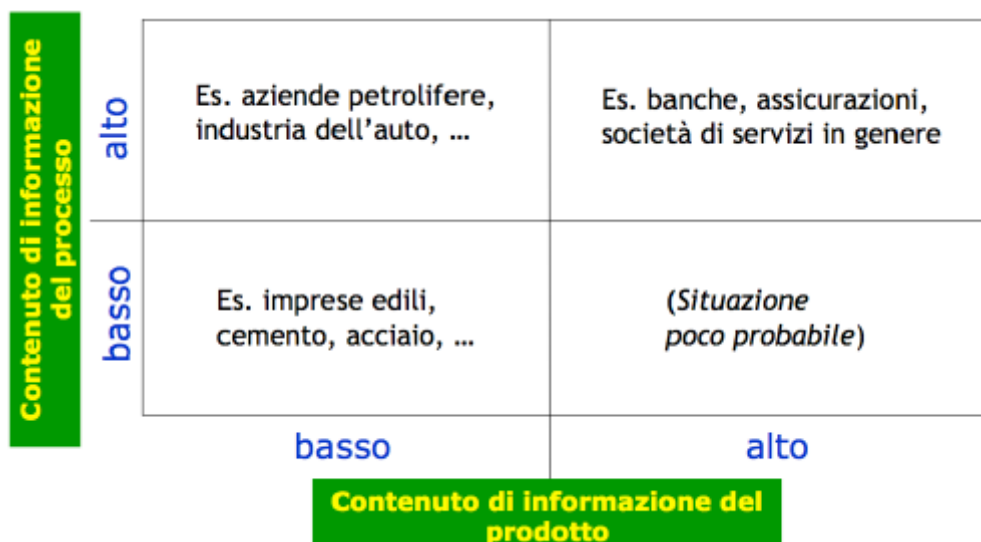 Contenuto di informazione
del processo
alto
Es. aziende petrolifere,
industria dell'auto, …
Es. banche, assicurazioni,
società di servizi in genere
basso
Es. imprese edili,
cemento, acciaio, …
(Situazione
poco probabile)
basso
alto
Contenuto di informazione del
prodotto